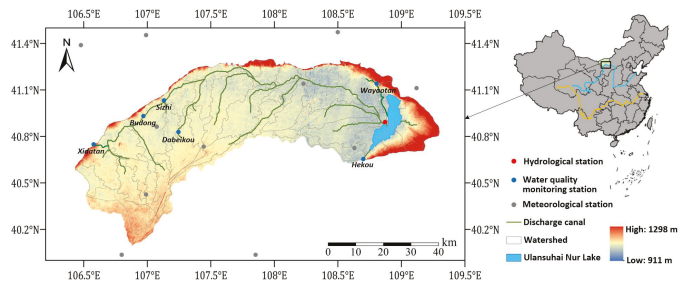 106.5°E 107°E 107.5°E 108°E 108.5°E 109°E 109.5°E
41.4°N 41.4°N
41.1°N 41.1°N
40.8°N 40.8°N
40.5°N 40.5°N
40.2°N 40.2°N
N
Wayaotan
Sizhi
Budong
Dabeikou
Xidatan
Hekou
km
0 10 20 30 40
106.5°E 107°E 107.5°E 108°E 108.5°E 109°E 109.5°E
Hydrological station
Water quality
monitoring station
Meteorological station
Discharge canal
Watershed
Ulansuhai Nur Lake
High: 1298 m
Low: 911 m